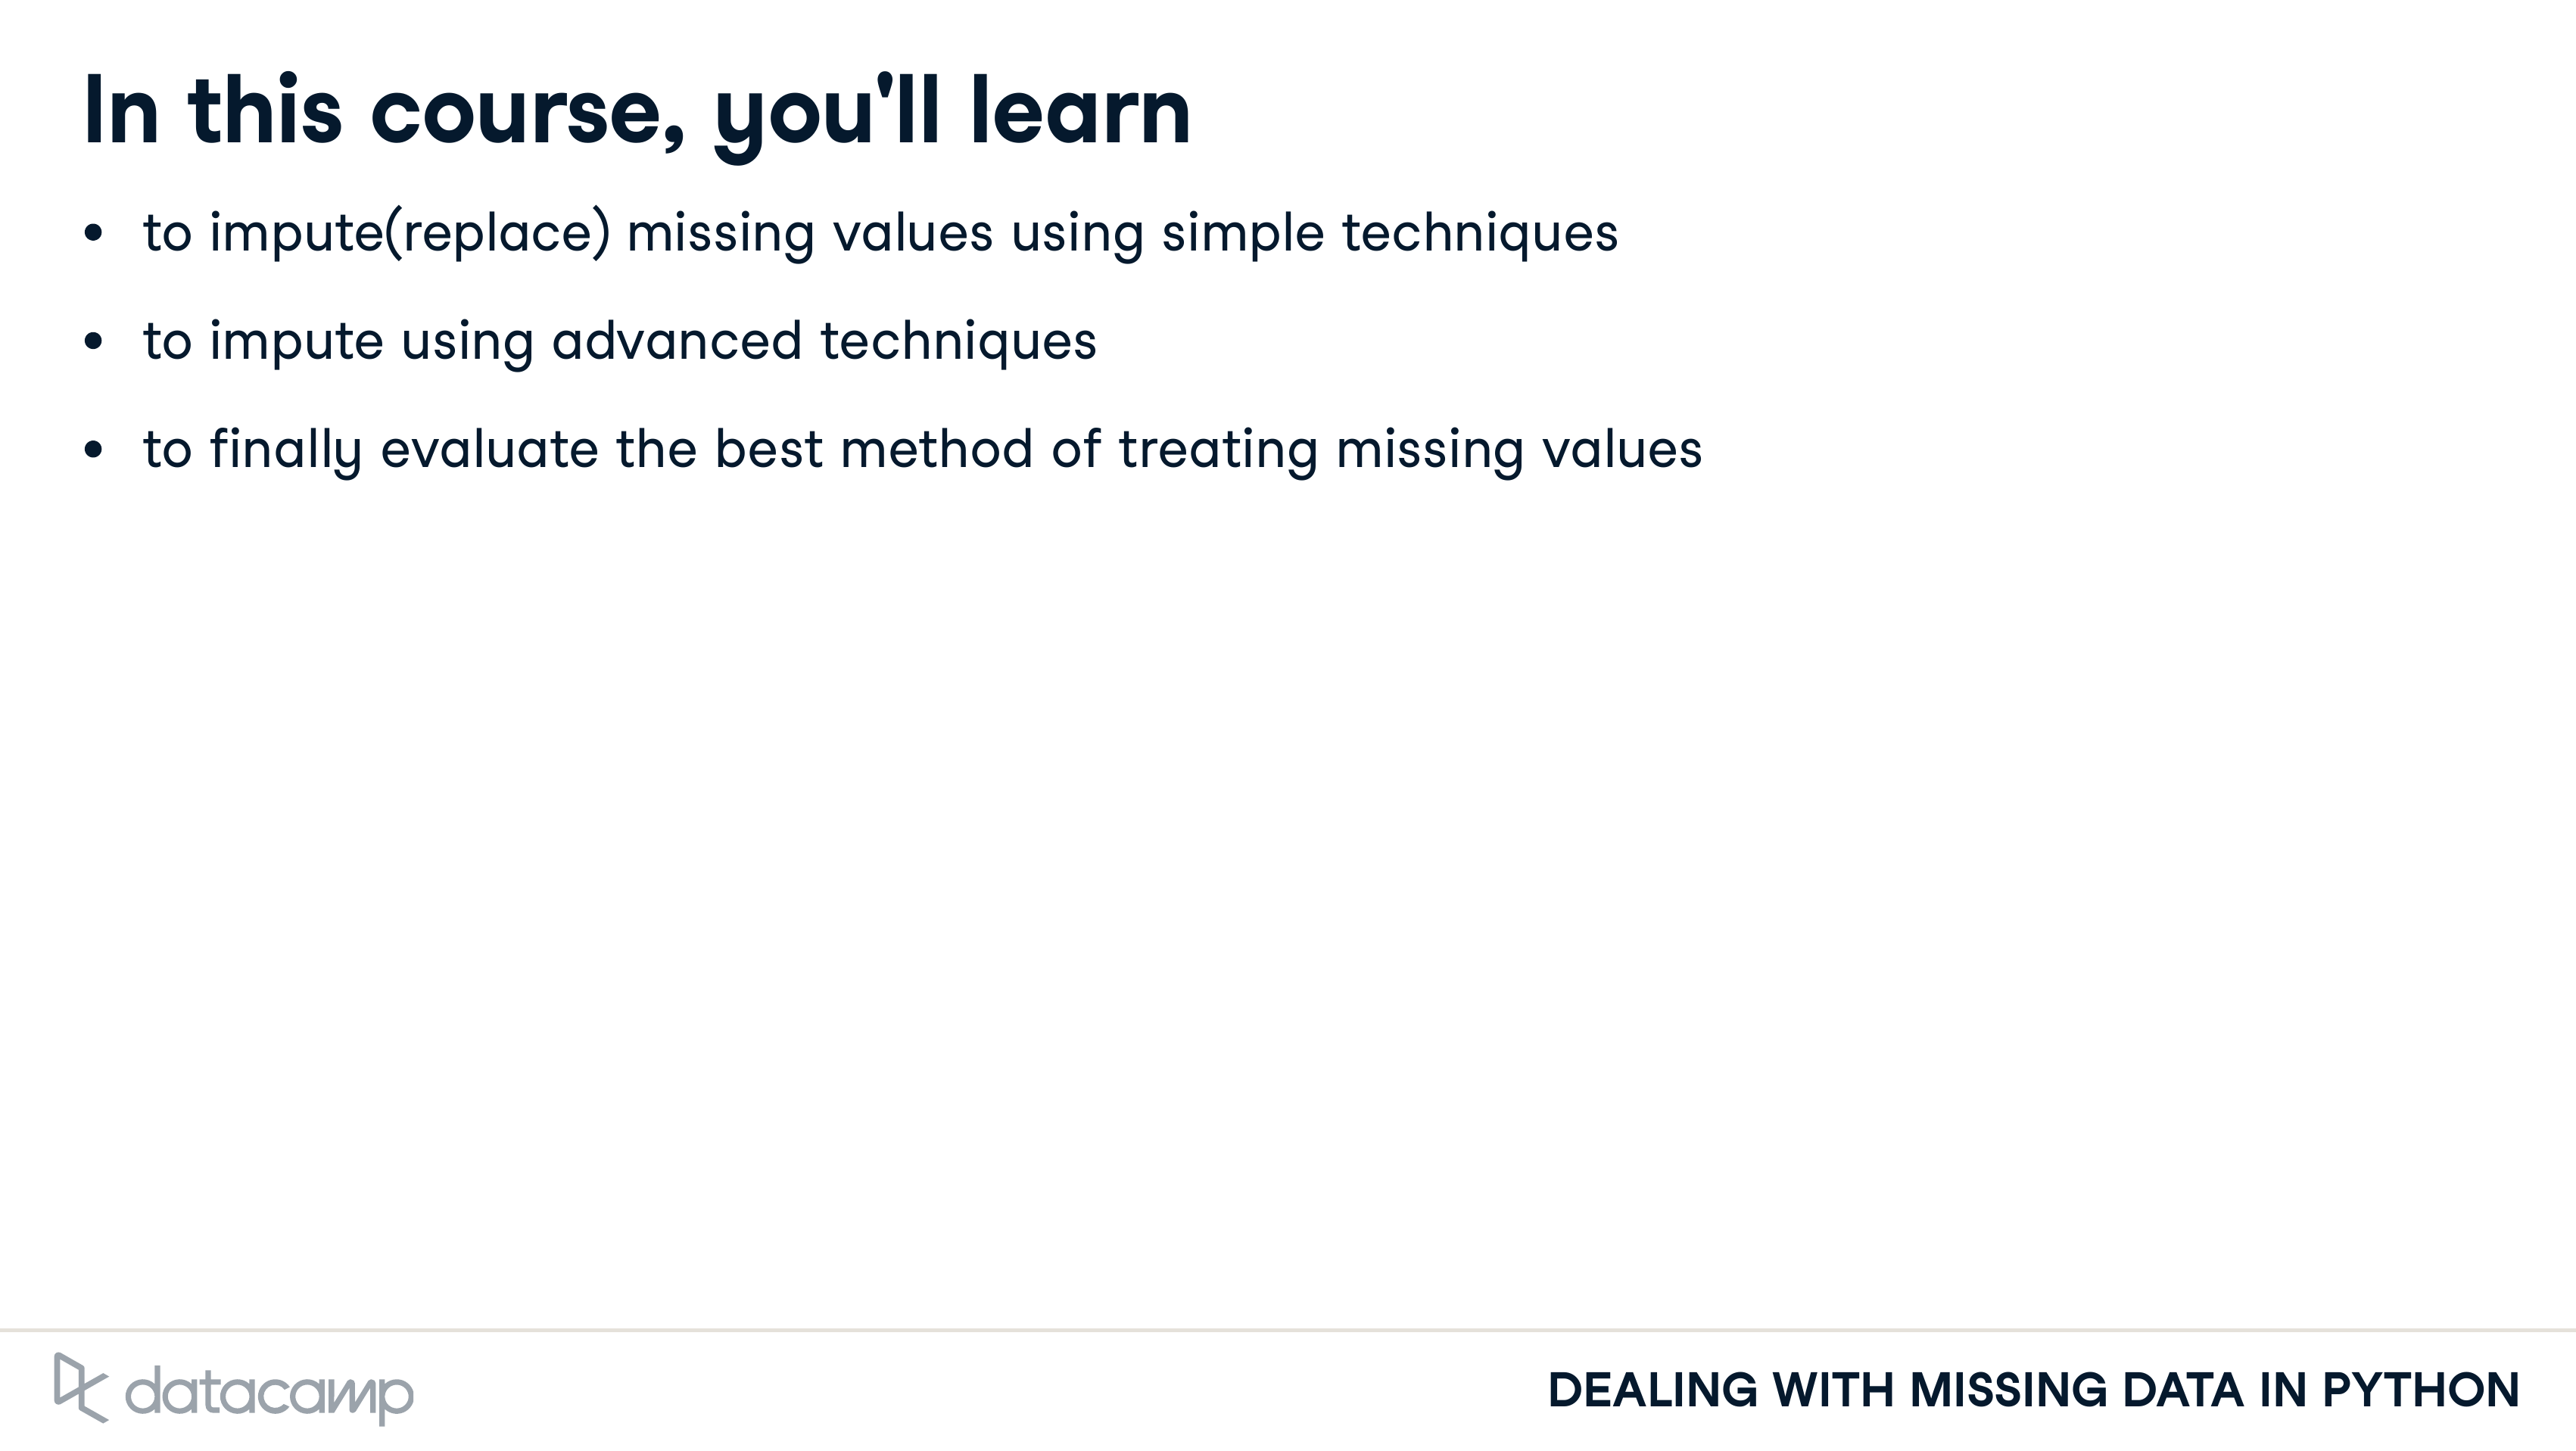 In this course, you'll learn
• to impute(replace) missing values using simple techniques
• to impute using advanced techniques
• to finally evaluate the best method of treating missing values
datacamp
DEALING WITH MISSING DATA IN PYTHON